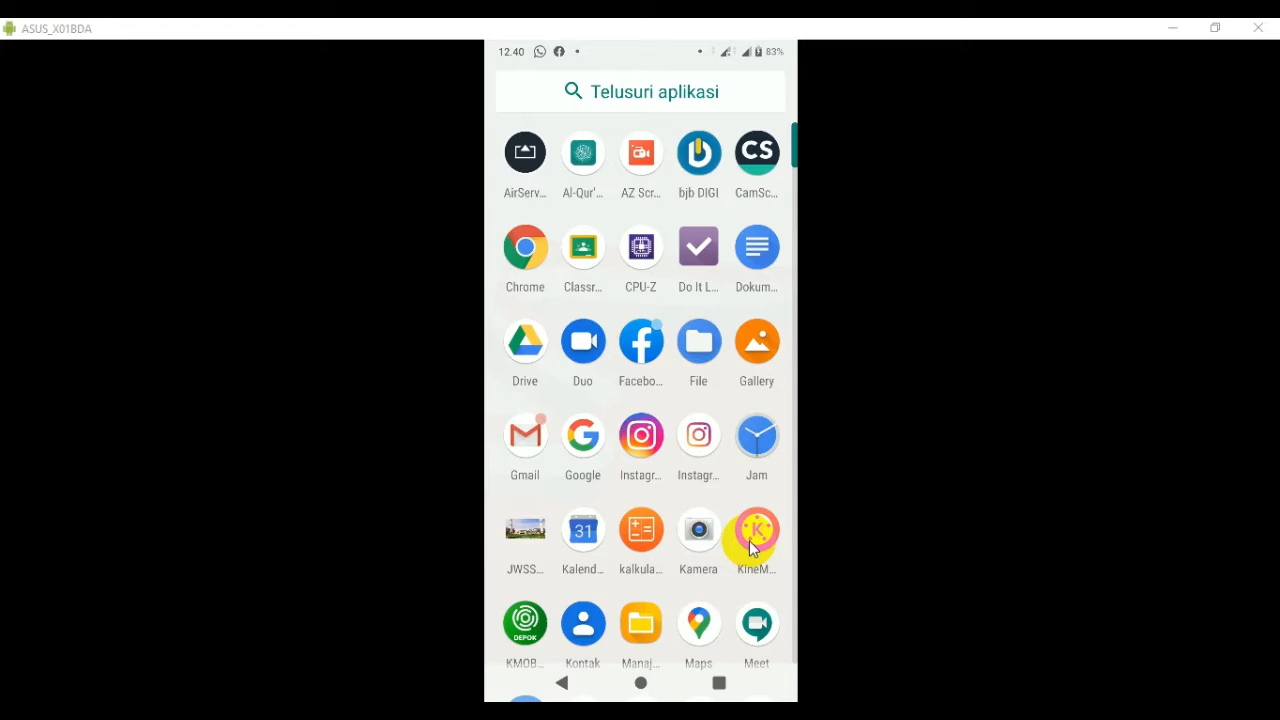 ASUS_X01BDA
12.40 83%
Telusuri aplikasi
CS
AirServ... Al-Qur'... AZ Scr... bjb DIGI CamSc...
Chrome Classr... CPU-Z Do It L... Dokum...
Drive Duo Facebo... File Gallery
Gmail Google Instagr... Instagr... Jam
31 K
JWSS... Kalend... kalkula... Kamera KineM...
DEPOK
KMOB... Kontak Manaj... Maps Meet